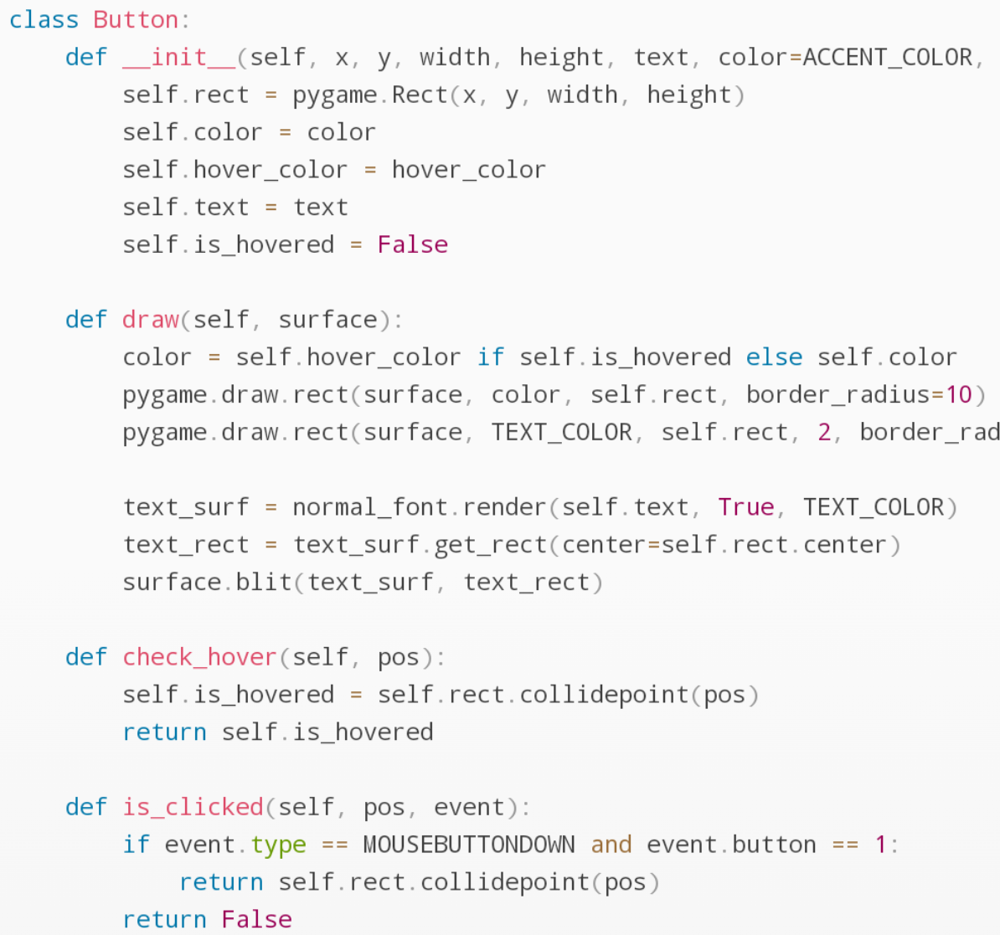 class Button:
    def __init__(self, x, y, width, height, text, color=ACCENT_COLOR,
        self.rect = pygame.Rect(x, y, width, height)
        self.color = color
        self.hover_color = hover_color
        self.text = text
        self.is_hovered = False

    def draw(self, surface):
        color = self.hover_color if self.is_hovered else self.color
        pygame.draw.rect(surface, color, self.rect, border_radius=10)
        pygame.draw.rect(surface, TEXT_COLOR, self.rect, 2, border_rad

        text_surf = normal_font.render(self.text, True, TEXT_COLOR)
        text_rect = text_surf.get_rect(center=self.rect.center)
        surface.blit(text_surf, text_rect)

    def check_hover(self, pos):
        self.is_hovered = self.rect.collidepoint(pos)
        return self.is_hovered

    def is_clicked(self, pos, event):
        if event.type == MOUSEBUTTONDOWN and event.button == 1:
            return self.rect.collidepoint(pos)
        return False